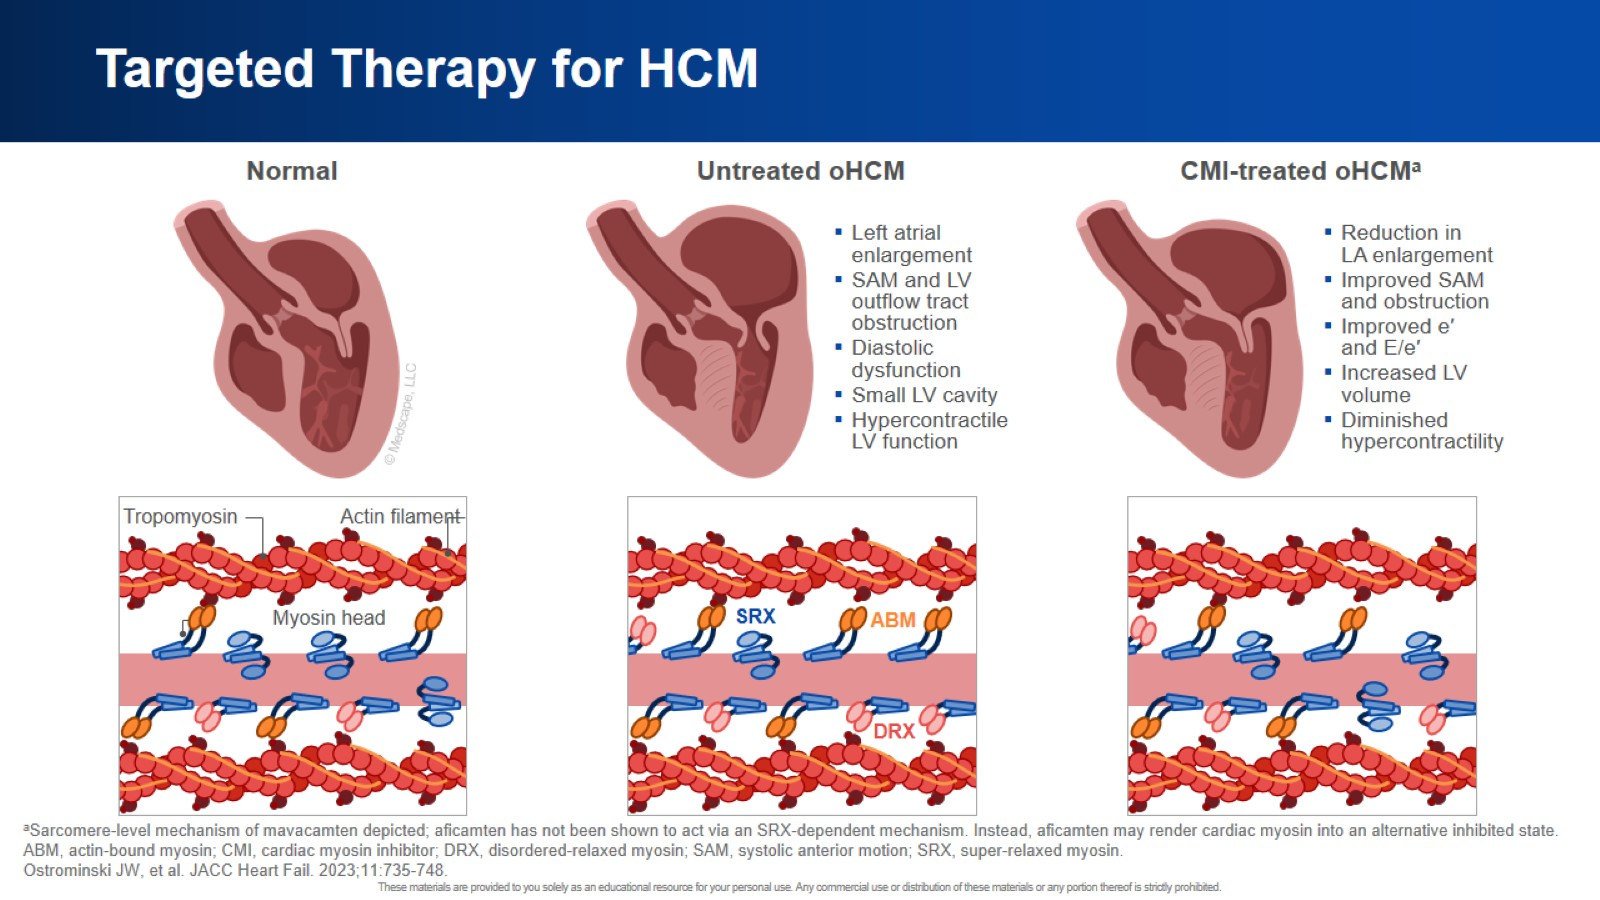 Targeted Therapy for HCM
Normal
Untreated oHCM
CMI-treated oHCMª
▪ Left atrial
enlargement
▪ SAM and LV
outflow tract
obstruction
▪ Diastolic
dysfunction
▪ Small LV cavity
▪ Hypercontractile
LV function
▪ Reduction in
LA enlargement
▪ Improved SAM
and obstruction
▪ Improved e′
and E/e′
▪ Increased LV
volume
▪ Diminished
hypercontractility
© Medscape, LLC
Tropomyosin
Actin filament
Myosin head
SRX
ABM
DRX
ªSarcomere-level mechanism of mavacamten depicted; aficamten has not been shown to act via an SRX-dependent mechanism. Instead, aficamten may render cardiac myosin into an alternative inhibited state.
ABM, actin-bound myosin; CMI, cardiac myosin inhibitor; DRX, disordered-relaxed myosin; SAM, systolic anterior motion; SRX, super-relaxed myosin.
Ostrominski JW, et al. JACC Heart Fail. 2023;11:735-748.
These materials are provided to you solely as an educational resource for your personal use. Any commercial use or distribution of these materials or any portion thereof is strictly prohibited.